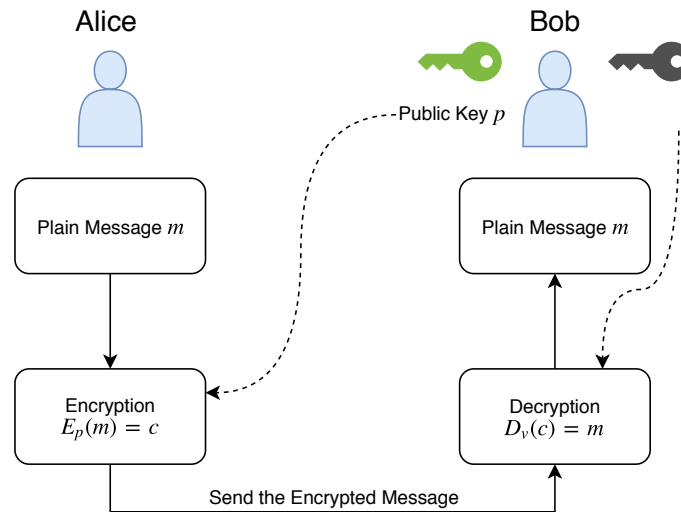 Alice
Bob
Public Key p
Plain Message m
Plain Message m
Encryption
E_p(m) = c
Decryption
D_v(c) = m
Send the Encrypted Message